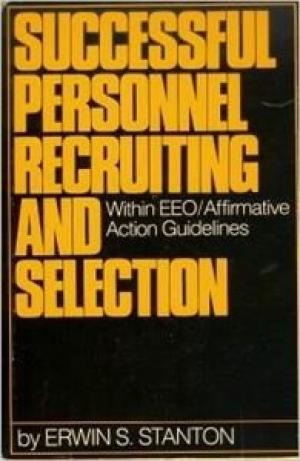 SUCCESSFUL
PERSONNEL
RECRUITING
AND
Within EEO/Affirmative
Action Guidelines
SELECTION
by ERWIN S. STANTON